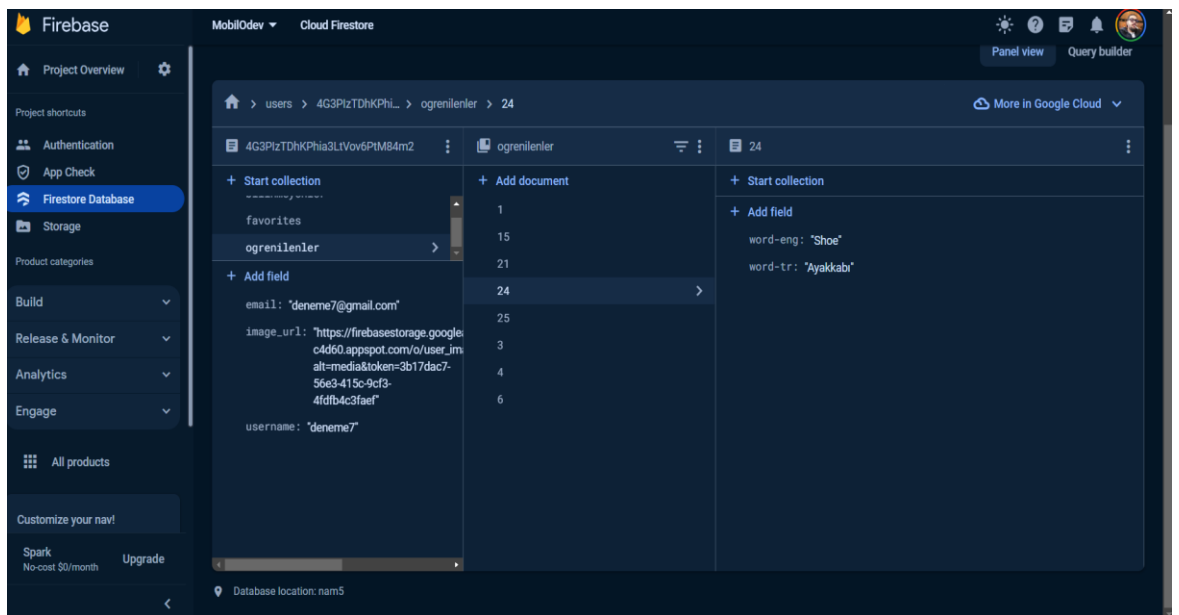 Firebase
Project Overview
Project shortcuts
Authentication
App Check
Firestore Database
Storage
Product categories
Build
Release & Monitor
Analytics
Engage
All products
Customize your nav!
Spark
No-cost $0/month
Upgrade
MobilOdev
Cloud Firestore
Panel view
Query builder
users > 4G3PIzTDhKPhi... > ogrenilenler > 24
More in Google Cloud
4G3PIzTDhKPhia3LtVov6PtM84m2
+ Start collection
favorites
ogrenilenler
+ Add field
email: "deneme7@gmail.com"
image_url: "https://firebasestorage.google
c4d60.appspot.com/o/user_im
alt=media&token=3b17dac7-
56e3-415c-9cf3-
4fdfb4c3faef"
username: "deneme7"
ogrenilenler
+ Add document
1
15
21
24
25
3
4
6
24
+ Start collection
+ Add field
word-eng: "Shoe"
word-tr: "Ayakkabı"
Database location: nam5